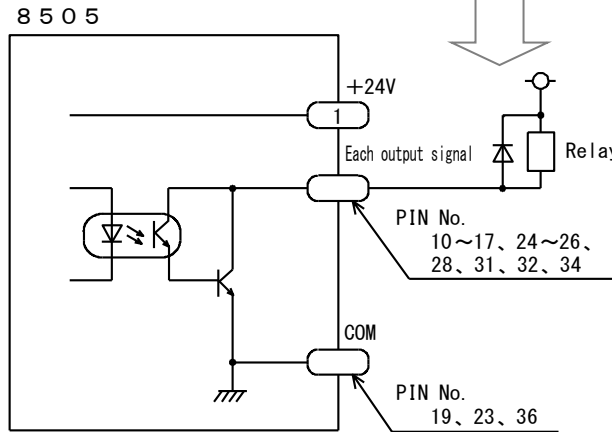 ８５０５
+24V
1
Each output signal
Relay
PIN No.
10～17、24～26、
28、31、32、34
COM
PIN No.
19、23、36